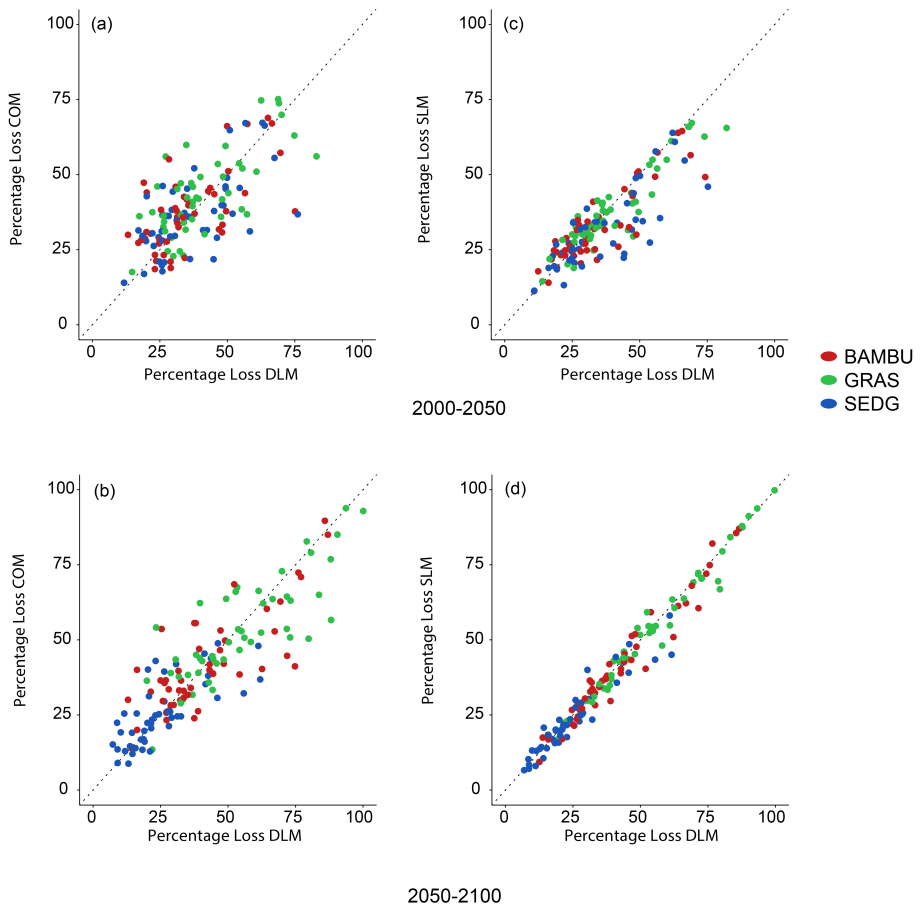 (a)
100
75
50
25
0
Percentage Loss COM
0 25 50 75 100
Percentage Loss DLM
(c)
100
75
50
25
0
Percentage Loss SLM
0 25 50 75 100
Percentage Loss DLM
BAMBU
GRAS
SEDG
2000-2050
(b)
100
75
50
25
0
Percentage Loss COM
0 25 50 75 100
Percentage Loss DLM
(d)
100
75
50
25
0
Percentage Loss SLM
0 25 50 75 100
Percentage Loss DLM
2050-2100